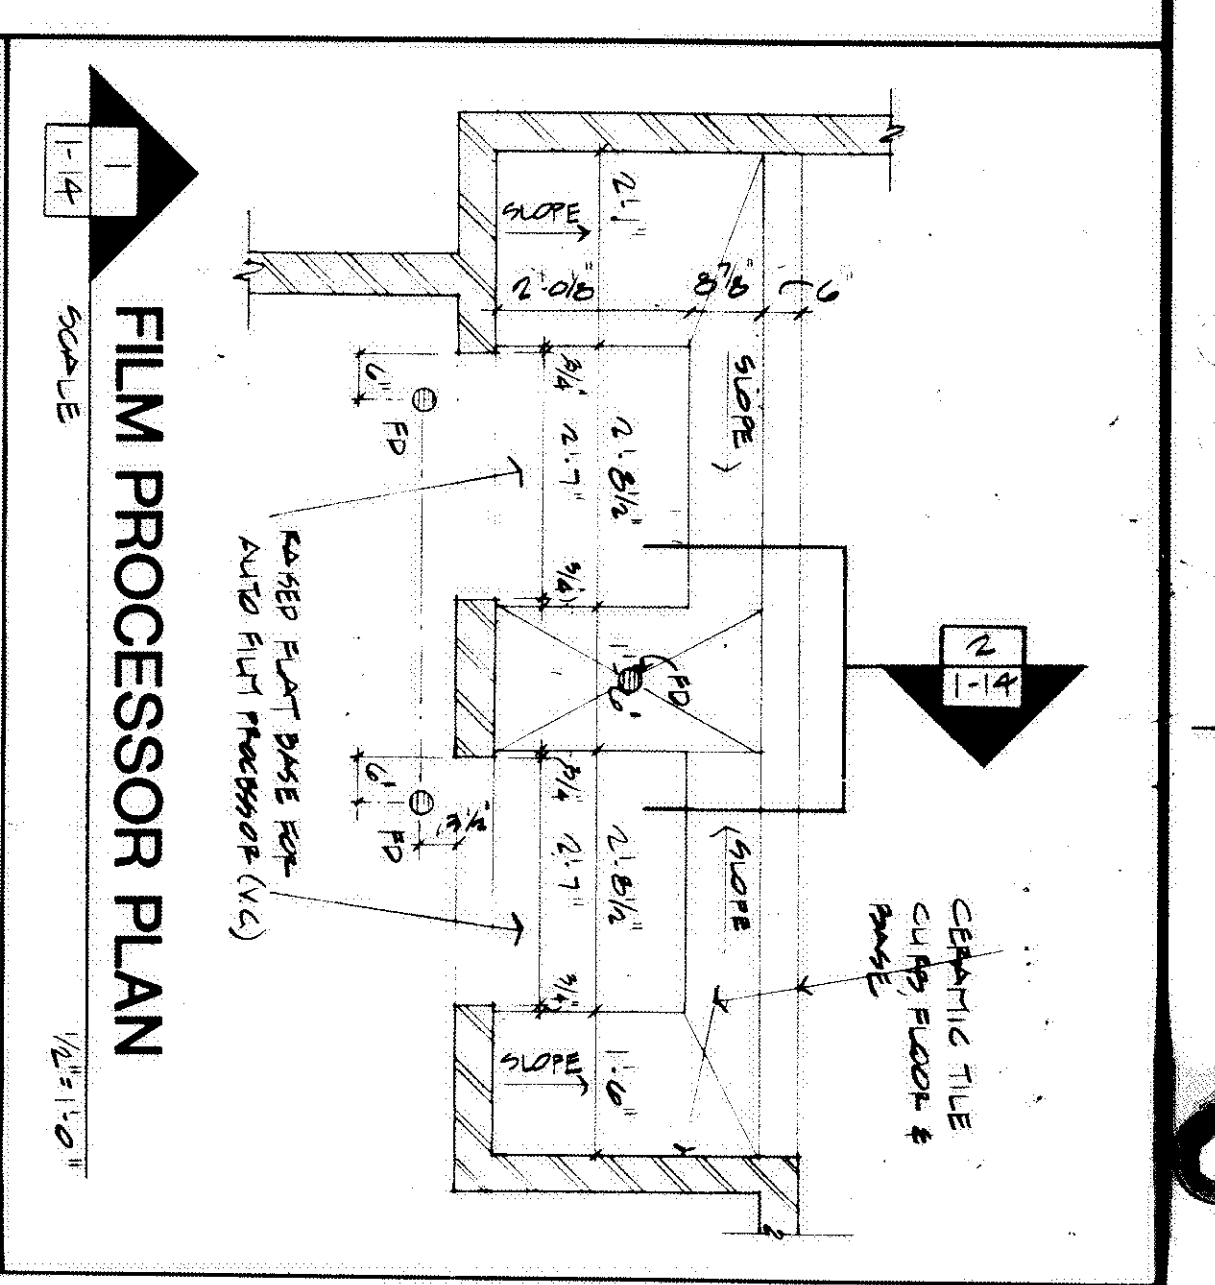 CERAMIC TILE
CURB, FLOOR &
BASE
2
1-14
6"
8 7/8"
SLOPE
SLOPE
2'-1"
2'-8 1/2"
1'-6"
2'-8 1/2"
1'-6"
FD
2'-0 1/8"
3/4"
2'-7"
3/4"
3/4"
2'-7"
3/4"
SLOPE
SLOPE
3 1/2"
6"
FD
6"
FD
RAISED FLAT BASE FOR
AUTO FILM PROCESSOR (V.G.)
FILM PROCESSOR PLAN
1
1-14
SCALE
1/2"=1'-0"